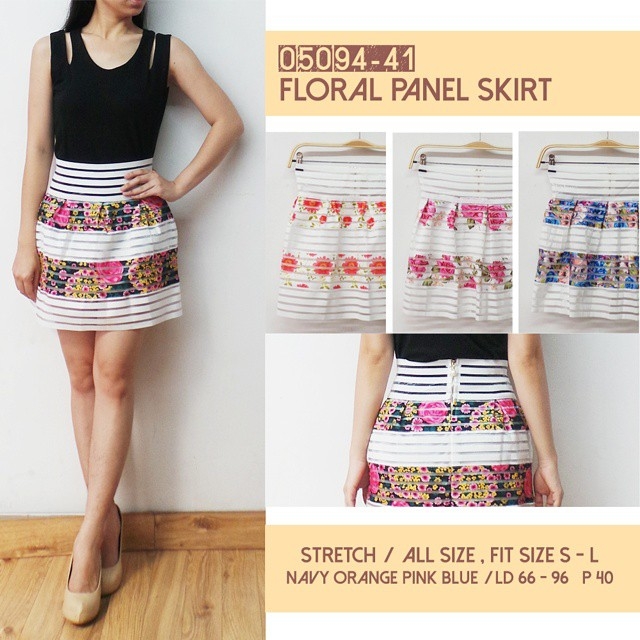 05094-41
FLORAL PANEL SKIRT
STRETCH / ALL SIZE , FIT SIZE S - L
NAVY ORANGE PINK BLUE / LD 66 - 96 P 40